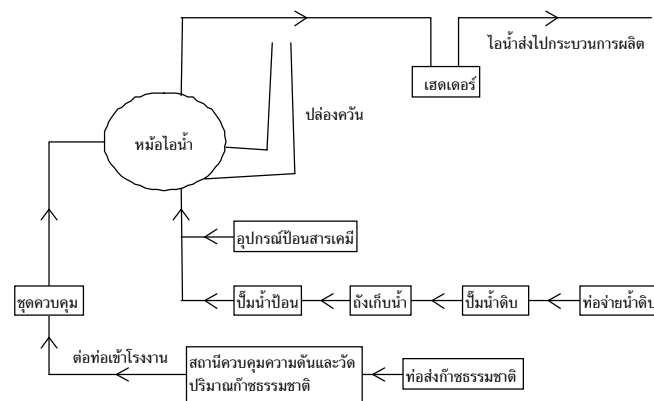 ไอน้ำส่งไปกระบวนการผลิต
เฮดเดอร์
ปล่องควัน
หม้อไอน้ำ
อุปกรณ์ป้อนสารเคมี
ชุดควบคุม
ปั๊มน้ำป้อน
ถังเก็บน้ำ
ปั๊มน้ำดิบ
ท่อจ่ายน้ำดิบ
ต่อท่อเข้าโรงงาน
สถานีควบคุมความดันและวัด
ปริมาณก๊าซธรรมชาติ
ท่อส่งก๊าซธรรมชาติ